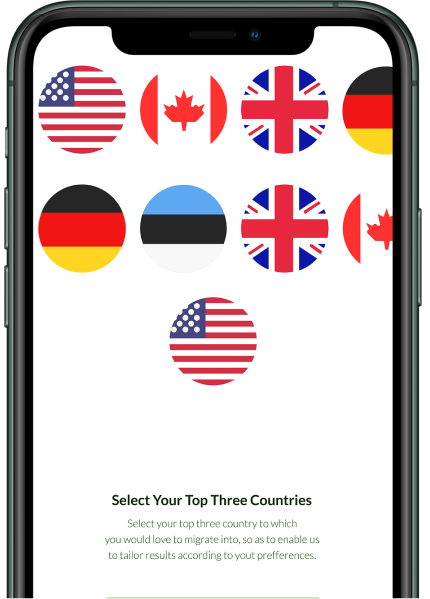 Select Your Top Three Countries
Select your top three country to which
you would love to migrate into, so as to enable us
to tailor results according to yout prefferences.